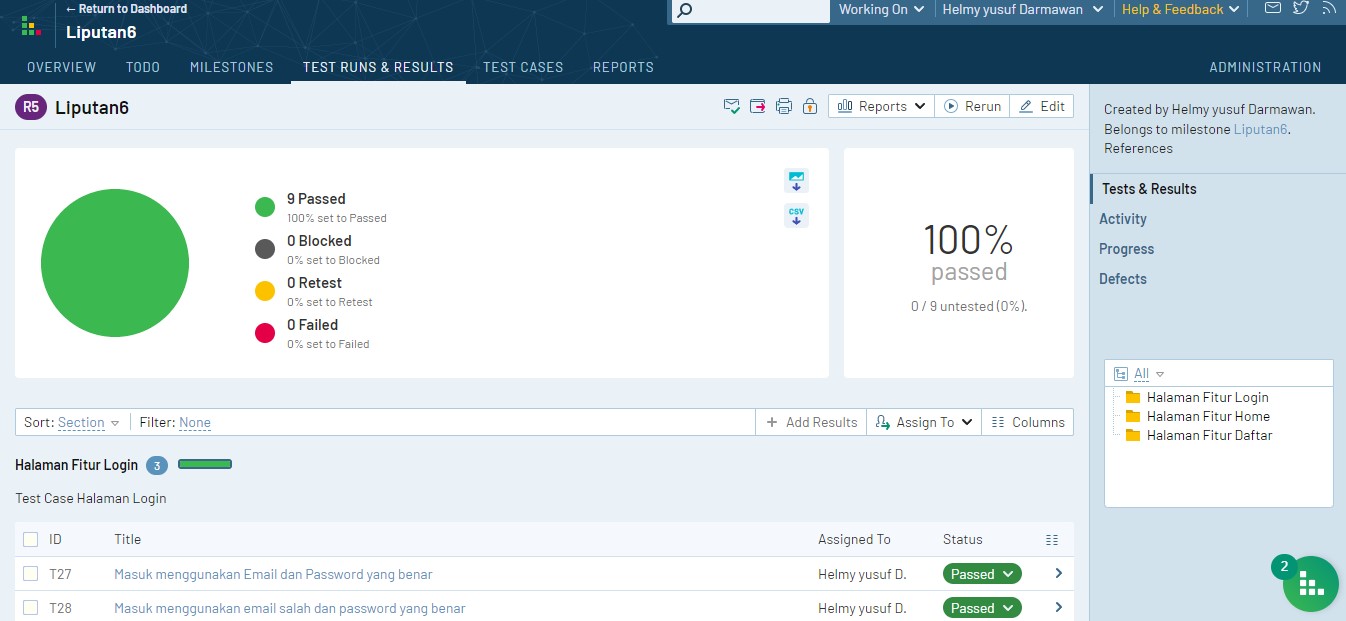 ← Return to Dashboard
Liputan6
Working On
Helmy yusuf Darmawan
Help & Feedback
OVERVIEW
TODO
MILESTONES
TEST RUNS & RESULTS
TEST CASES
REPORTS
ADMINISTRATION
R5
Liputan6
Reports
Rerun
Edit
9 Passed
100% set to Passed
0 Blocked
0% set to Blocked
0 Retest
0% set to Retest
0 Failed
0% set to Failed
CSV
100%
passed
0 / 9 untested (0%).
Sort: Section
Filter: None
+ Add Results
Assign To
Columns
Halaman Fitur Login 3
Test Case Halaman Login
ID Title Assigned To Status
T27 Masuk menggunakan Email dan Password yang benar Helmy yusuf D. Passed
T28 Masuk menggunakan email salah dan password yang benar Helmy yusuf D. Passed
Created by Helmy yusuf Darmawan.
Belongs to milestone Liputan6.
References
Tests & Results
Activity
Progress
Defects
All
Halaman Fitur Login
Halaman Fitur Home
Halaman Fitur Daftar
2